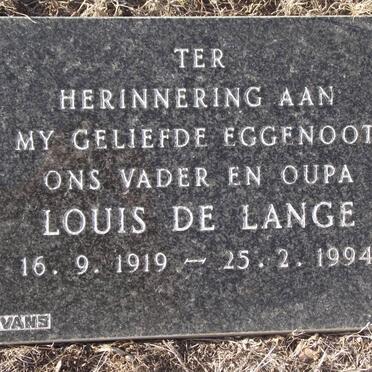 TER
HERINNERING AAN
MY GELIEFDE EGGENOOT
ONS VADER EN OUPA
LOUIS DE LANGE
16. 9. 1919 — 25. 2. 1994
VANS